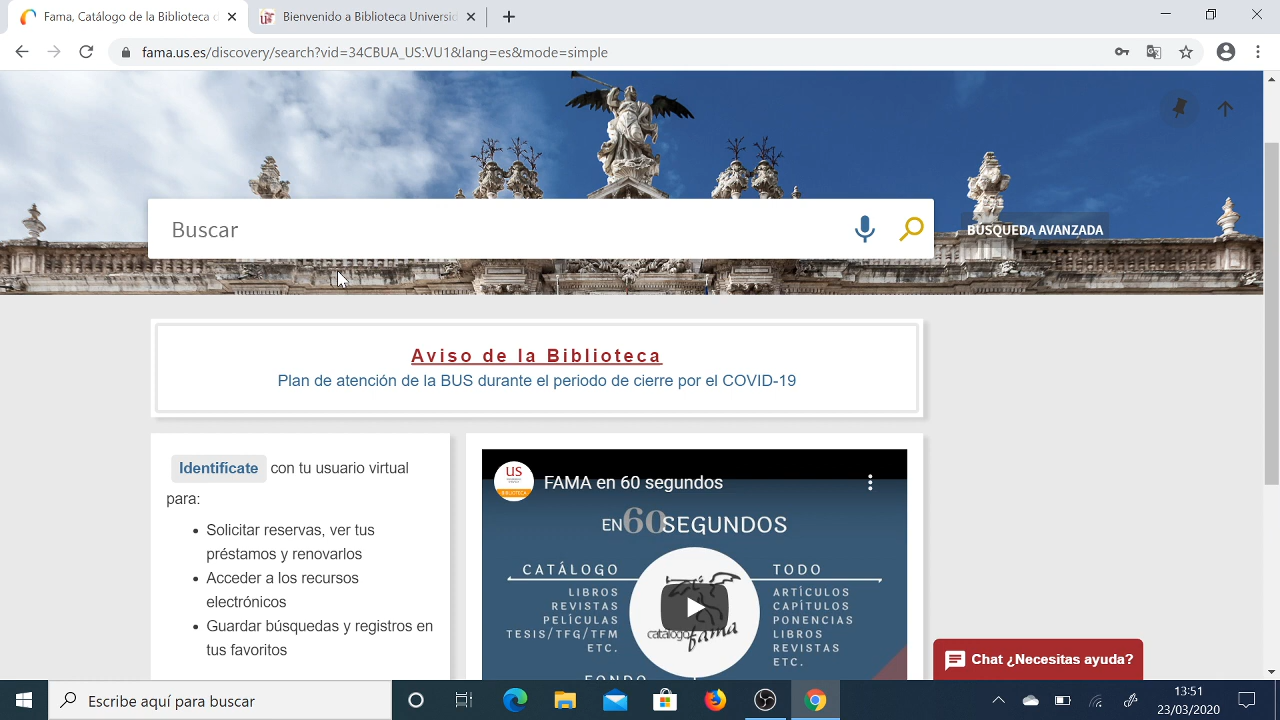 Fama, Catálogo de la Biblioteca d
Bienvenido a Biblioteca Universid
fama.us.es/discovery/search?vid=34CBUA_US:VU1&lang=es&mode=simple
Buscar
BÚSQUEDA AVANZADA
Aviso de la Biblioteca
Plan de atención de la BUS durante el periodo de cierre por el COVID-19
Identifícate con tu usuario virtual
para:
• Solicitar reservas, ver tus
préstamos y renovarlos
• Acceder a los recursos
electrónicos
• Guardar búsquedas y registros en
tus favoritos
US
BIBLIOTECA
FAMA en 60 segundos
EN 60 SEGUNDOS
CATÁLOGO
LIBROS
REVISTAS
PELÍCULAS
TESIS/TFG/TFM
ETC.
catálogo fama
TODO
ARTÍCULOS
CAPÍTULOS
PONENCIAS
LIBROS
REVISTAS
ETC.
FONDO
Chat ¿Necesitas ayuda?
Escribe aquí para buscar
13:51
23/03/2020